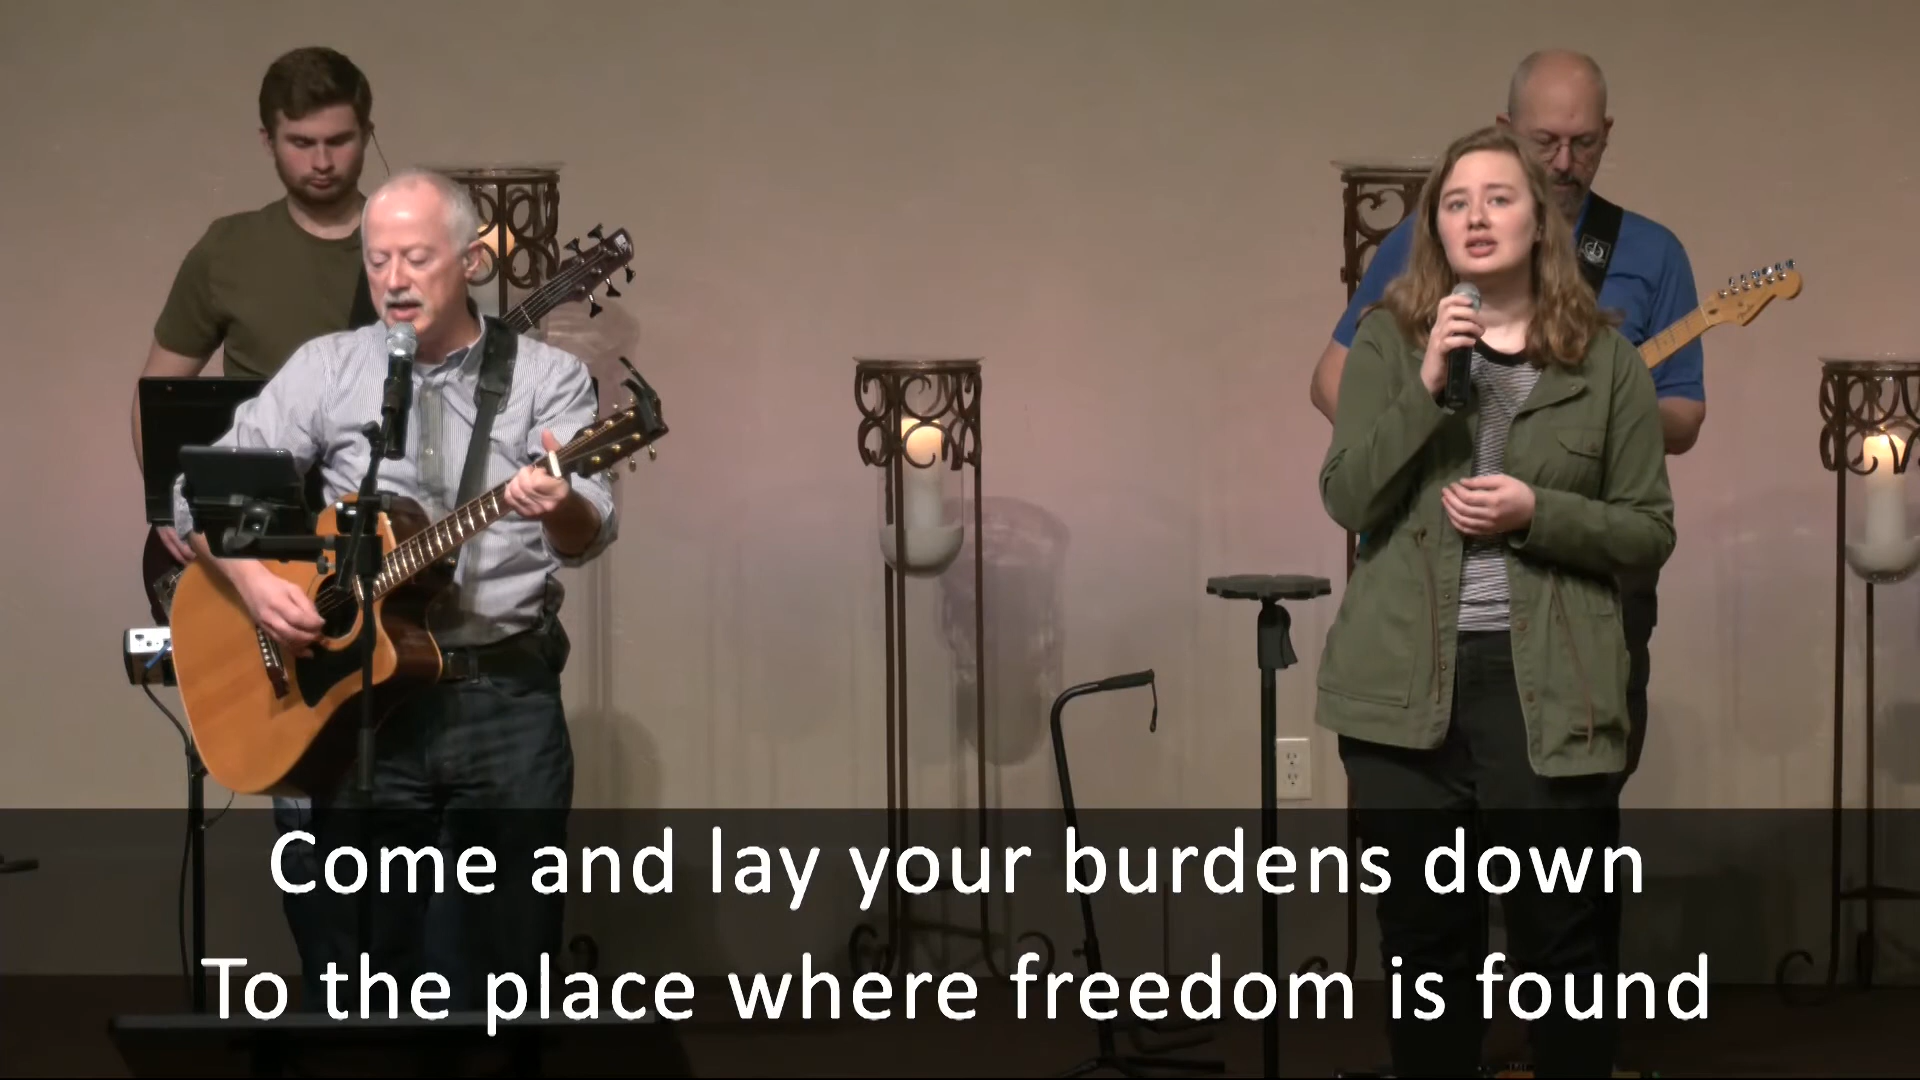 Come and lay your burdens down
To the place where freedom is found